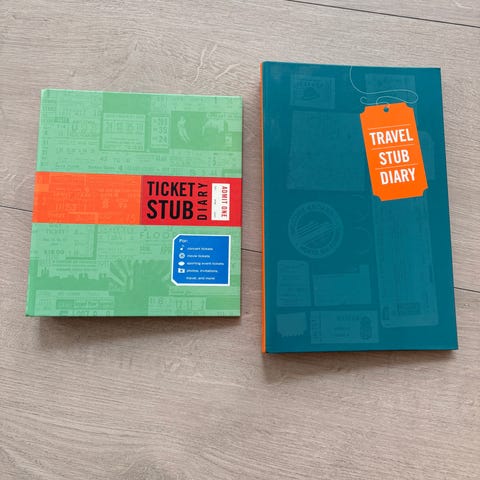 TICKET
STUB
DIARY
ADMIT ONE
For:
concert tickets
movie tickets
sporting event tickets
photos, invitations,
travel, and more!
TRAVEL
STUB
DIARY